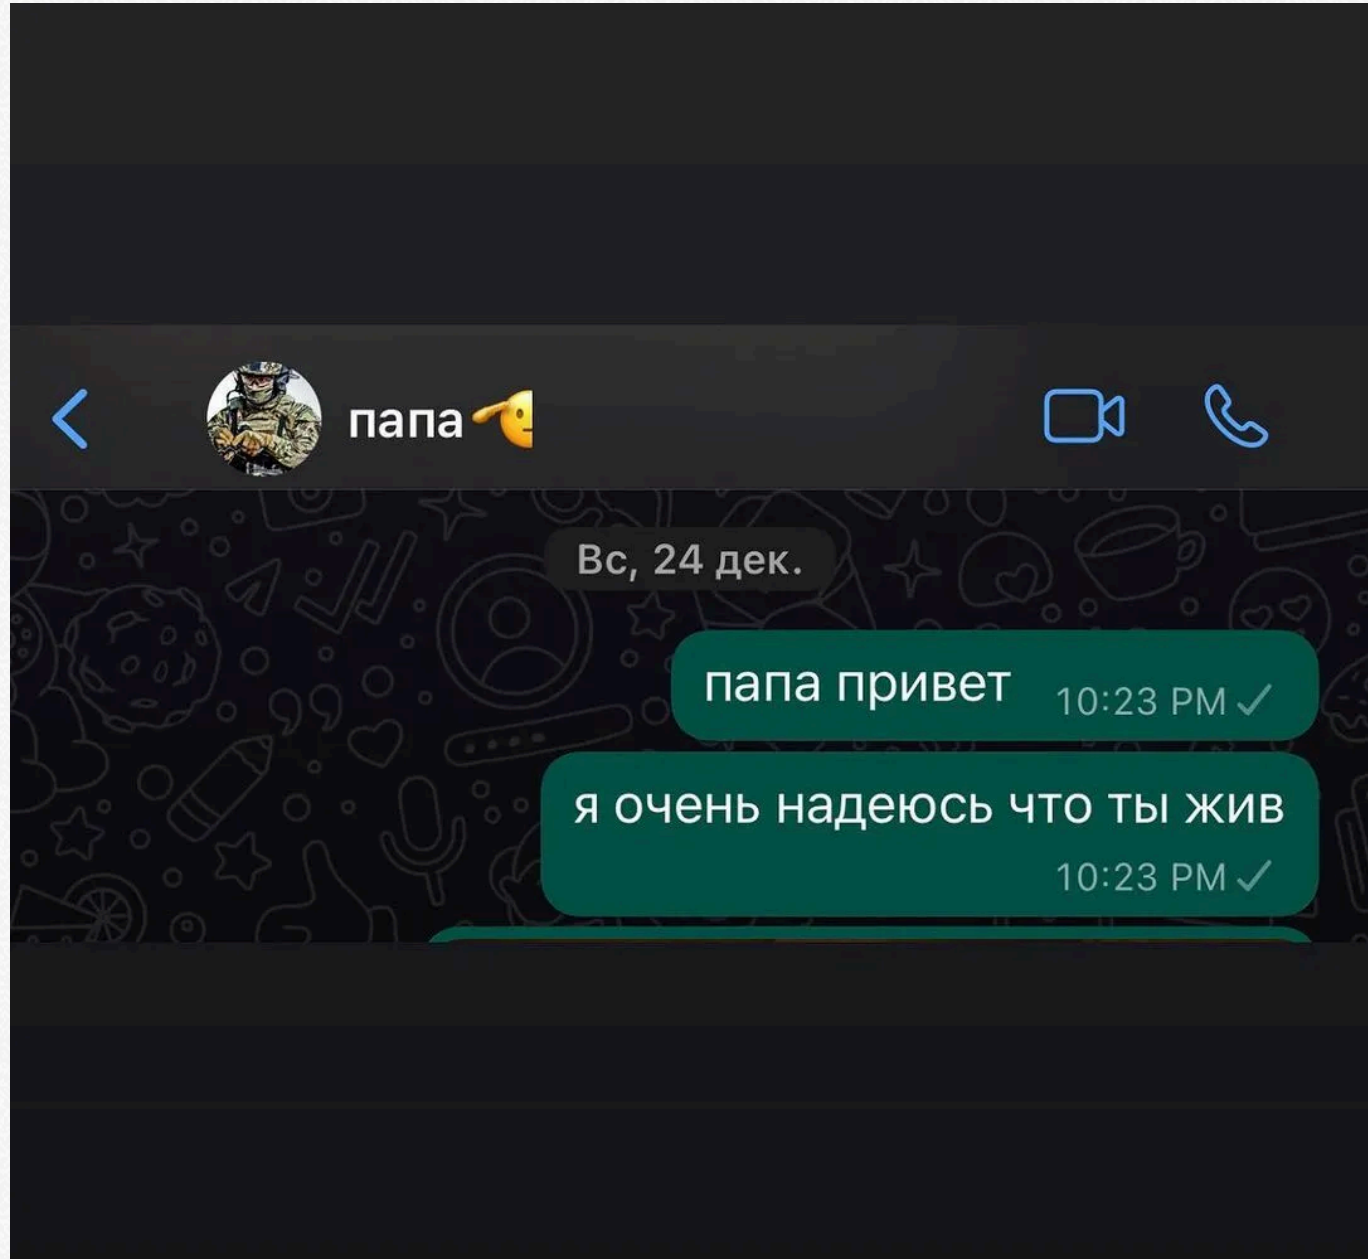 папа
Вс, 24 дек.
папа привет
10:23 PM
я очень надеюсь что ты жив
10:23 PM